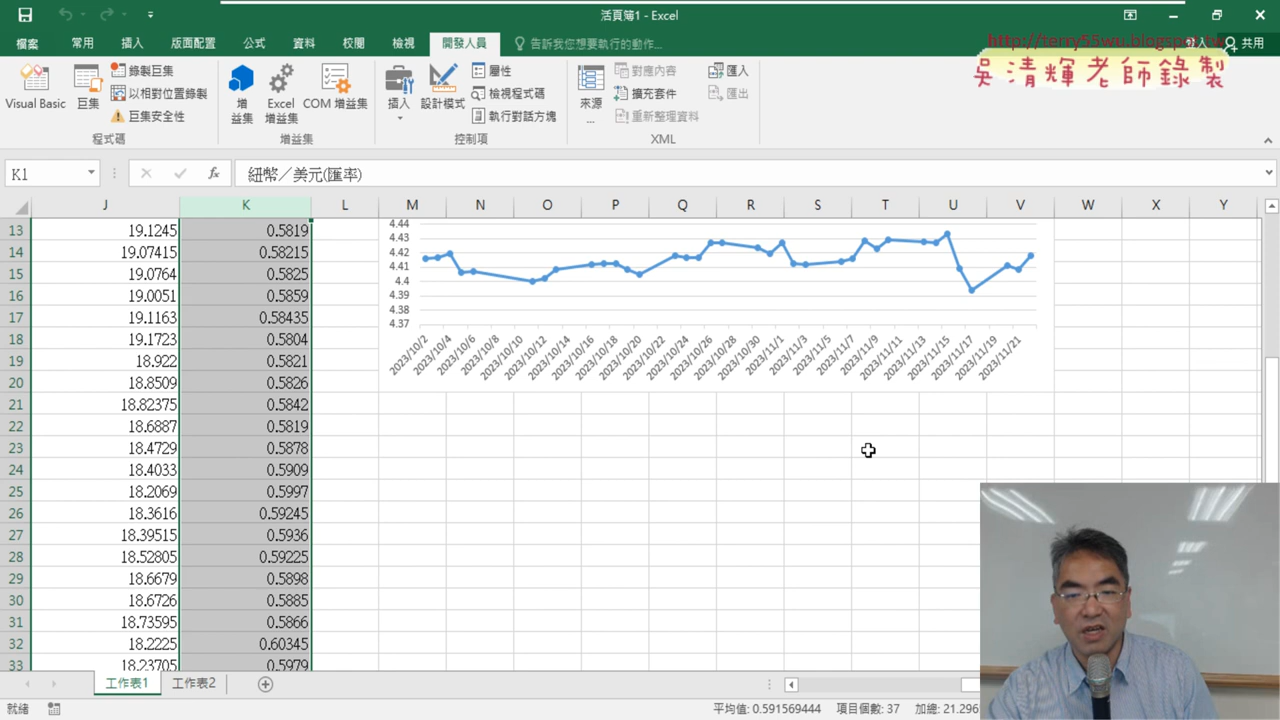 活頁簿1 - Excel
http://terry55wu.blogspot.tw
吳清輝老師錄製
檔案 常用 插入 版面配置 公式 資料 校閱 檢視 開發人員 告訴我您想要執行的動作... 共用
Visual Basic
巨集
錄製巨集
以相對位置錄製
巨集安全性
程式碼
增益集
Excel 增益集
COM 增益集
增益集
插入
設計模式
屬性
檢視程式碼
執行對話方塊
控制項
來源...
對應內容
擴充套件
重新整理資料
匯入
匯出
XML
K1 fx 紐幣／美元(匯率)
J K L M N O P Q R S T U V W X Y
13 19.1245 0.5819
14 19.07415 0.58215
15 19.0764 0.5825
16 19.0051 0.5859
17 19.1163 0.58435
18 19.1723 0.5804
19 18.922 0.5821
20 18.8509 0.5826
21 18.82375 0.5842
22 18.6887 0.5819
23 18.4729 0.5878
24 18.4033 0.5909
25 18.2069 0.5997
26 18.3616 0.59245
27 18.39515 0.5936
28 18.52805 0.59225
29 18.6679 0.5898
30 18.6726 0.5885
31 18.73595 0.5866
32 18.2225 0.60345
33 18.23705 0.5979
4.44
4.43
4.42
4.41
4.4
4.39
4.38
4.37
2023/10/2 2023/10/4 2023/10/6 2023/10/8 2023/10/10 2023/10/12 2023/10/14 2023/10/16 2023/10/18 2023/10/20 2023/10/22 2023/10/24 2023/10/26 2023/10/28 2023/10/30 2023/11/1 2023/11/3 2023/11/5 2023/11/7 2023/11/9 2023/11/11 2023/11/13 2023/11/15 2023/11/17 2023/11/19 2023/11/21
工作表1 工作表2
就緒 平均值: 0.591569444 項目個數: 37 加總: 21.296